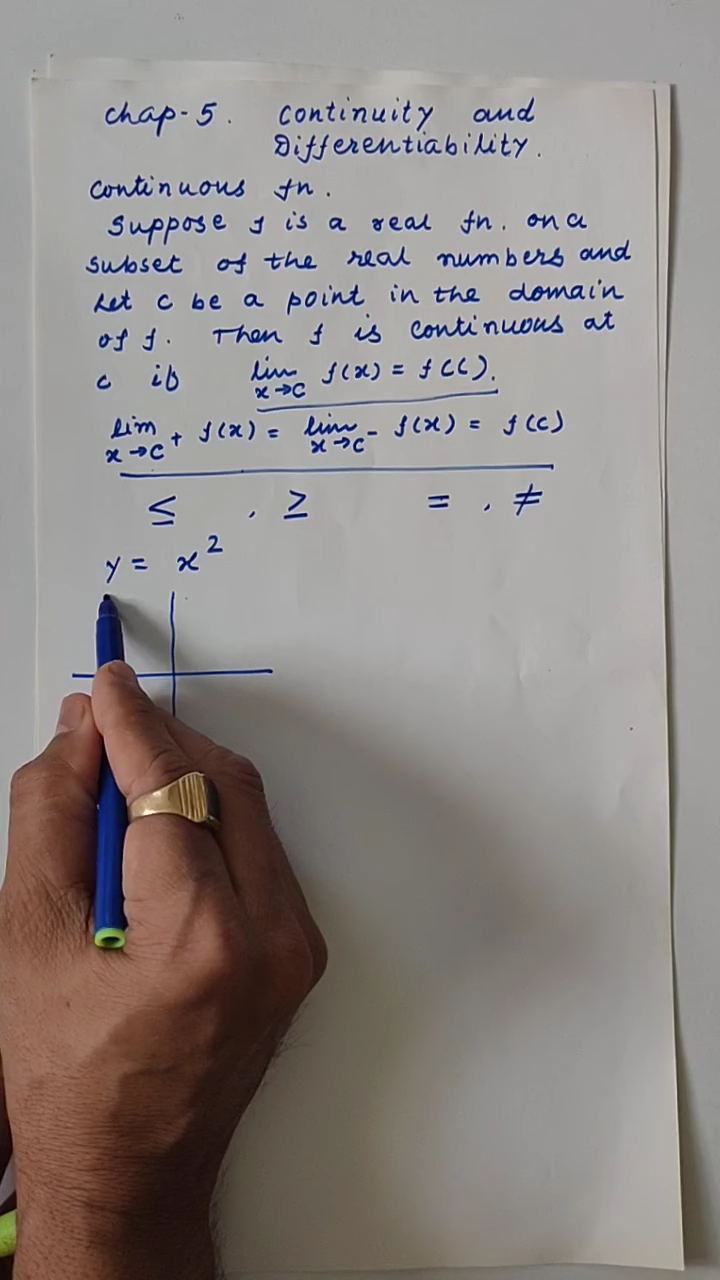 Chap-5. Continuity and
Differentiability.
Continuous fn.
Suppose f is a real fn. on a
subset of the real numbers and
let c be a point in the domain
of f. Then f is continuous at
c if lim x→c f(x) = f(c).
lim x→c+ f(x) = lim x→c- f(x) = f(c)
≤ , ≥ = , ≠
y = x²